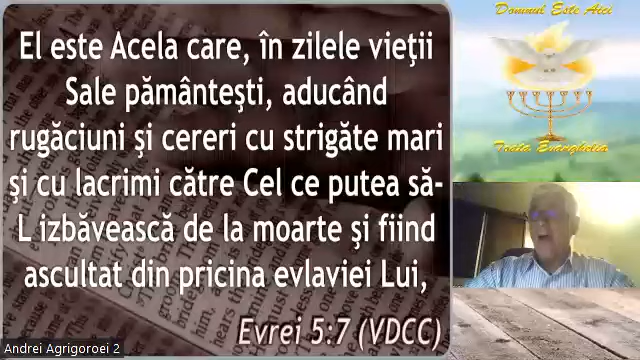 El este Acela care, în zilele vieţii
Sale pământeşti, aducând
rugăciuni şi cereri cu strigăte mari
şi cu lacrimi către Cel ce putea să-
L izbăvească de la moarte şi fiind
ascultat din pricina evlaviei Lui,
Evrei 5:7 (VDCC)
Domnul Este Aici
Toată Evanghelia
Andrei Agrigoroei 2